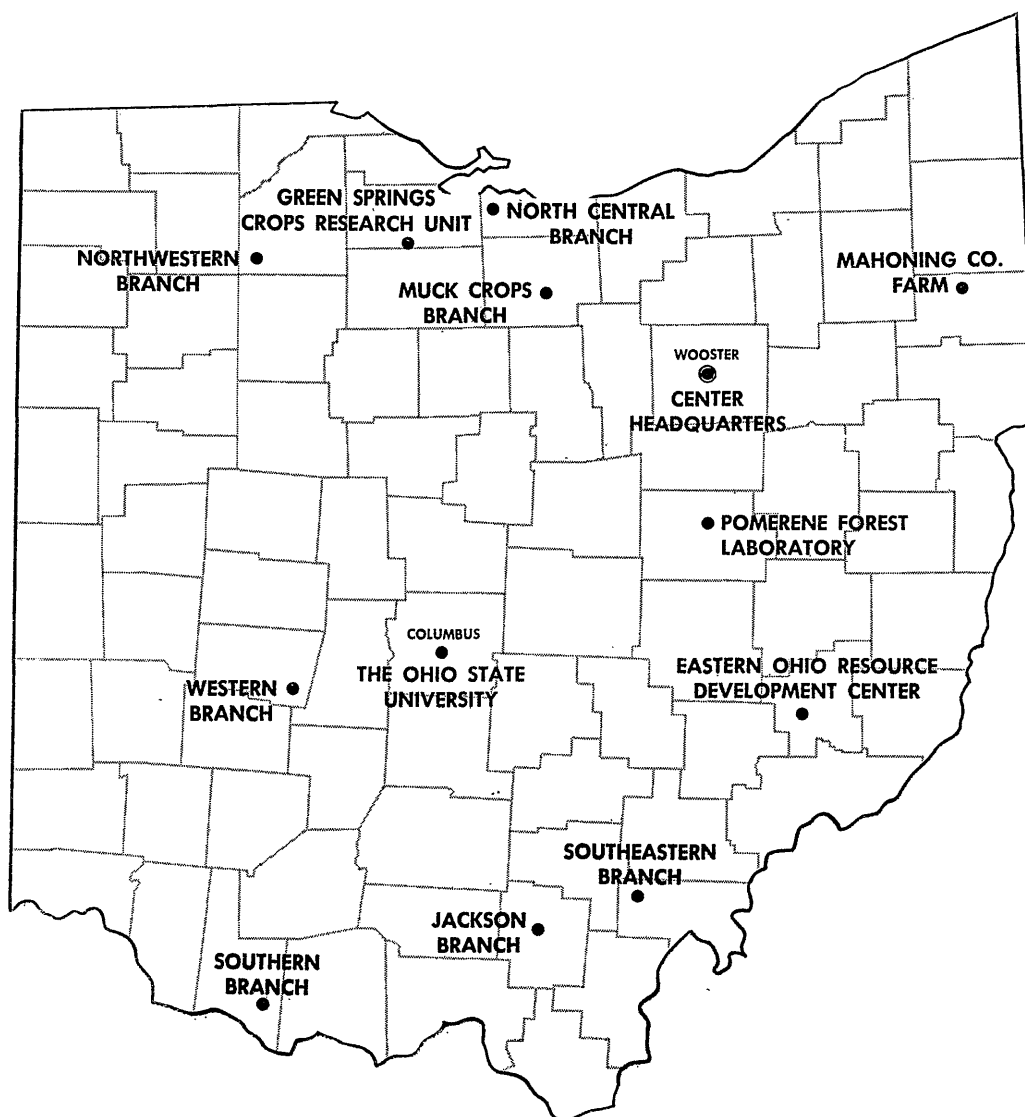 GREEN SPRINGS
CROPS RESEARCH UNIT
NORTH CENTRAL
BRANCH
NORTHWESTERN
BRANCH
MUCK CROPS
BRANCH
MAHONING CO.
FARM
WOOSTER
CENTER
HEADQUARTERS
POMERENE FOREST
LABORATORY
COLUMBUS
THE OHIO STATE
UNIVERSITY
EASTERN OHIO RESOURCE
DEVELOPMENT CENTER
WESTERN
BRANCH
SOUTHEASTERN
BRANCH
JACKSON
BRANCH
SOUTHERN
BRANCH